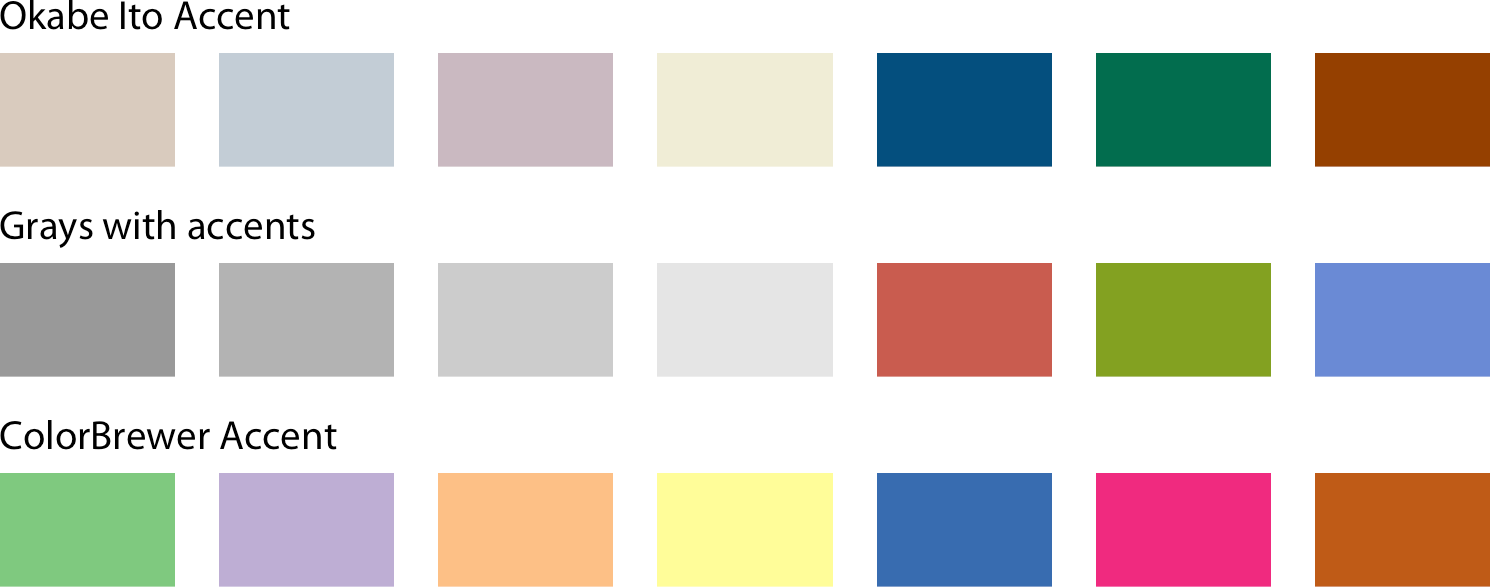 Okabe Ito Accent
Grays with accents
ColorBrewer Accent